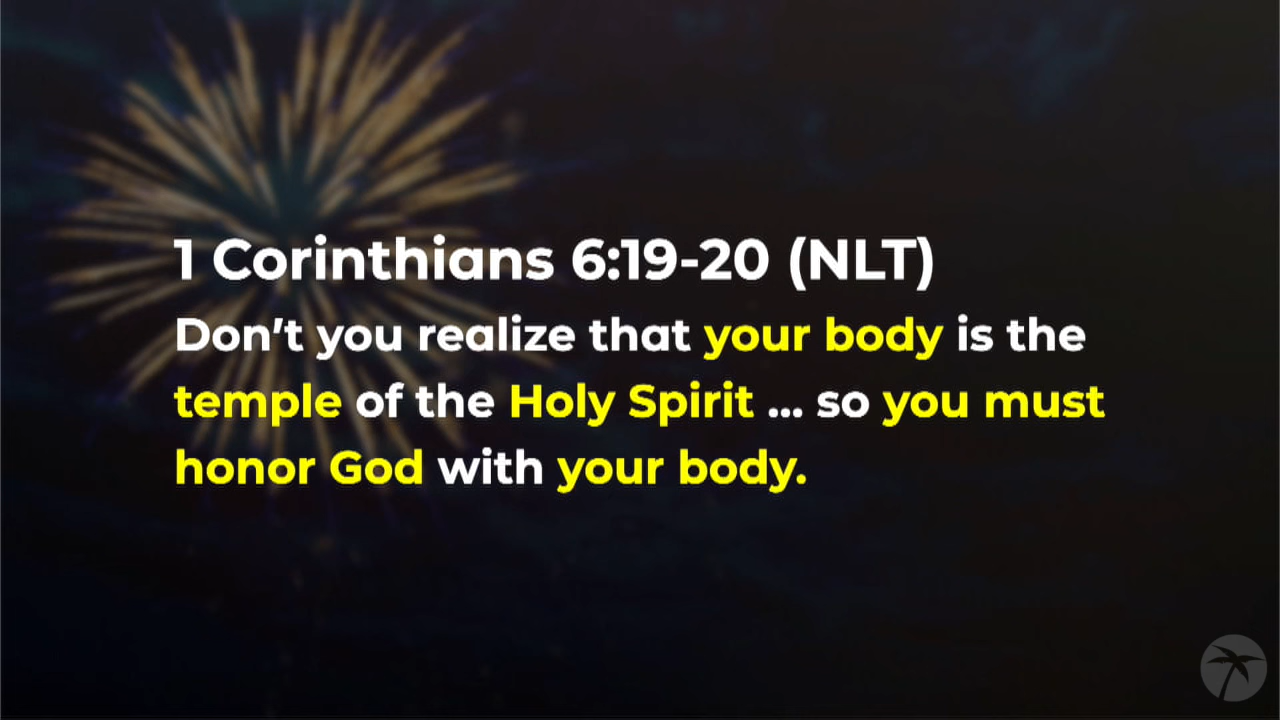 1 Corinthians 6:19-20 (NLT)
Don't you realize that your body is the
temple of the Holy Spirit ... so you must
honor God with your body.